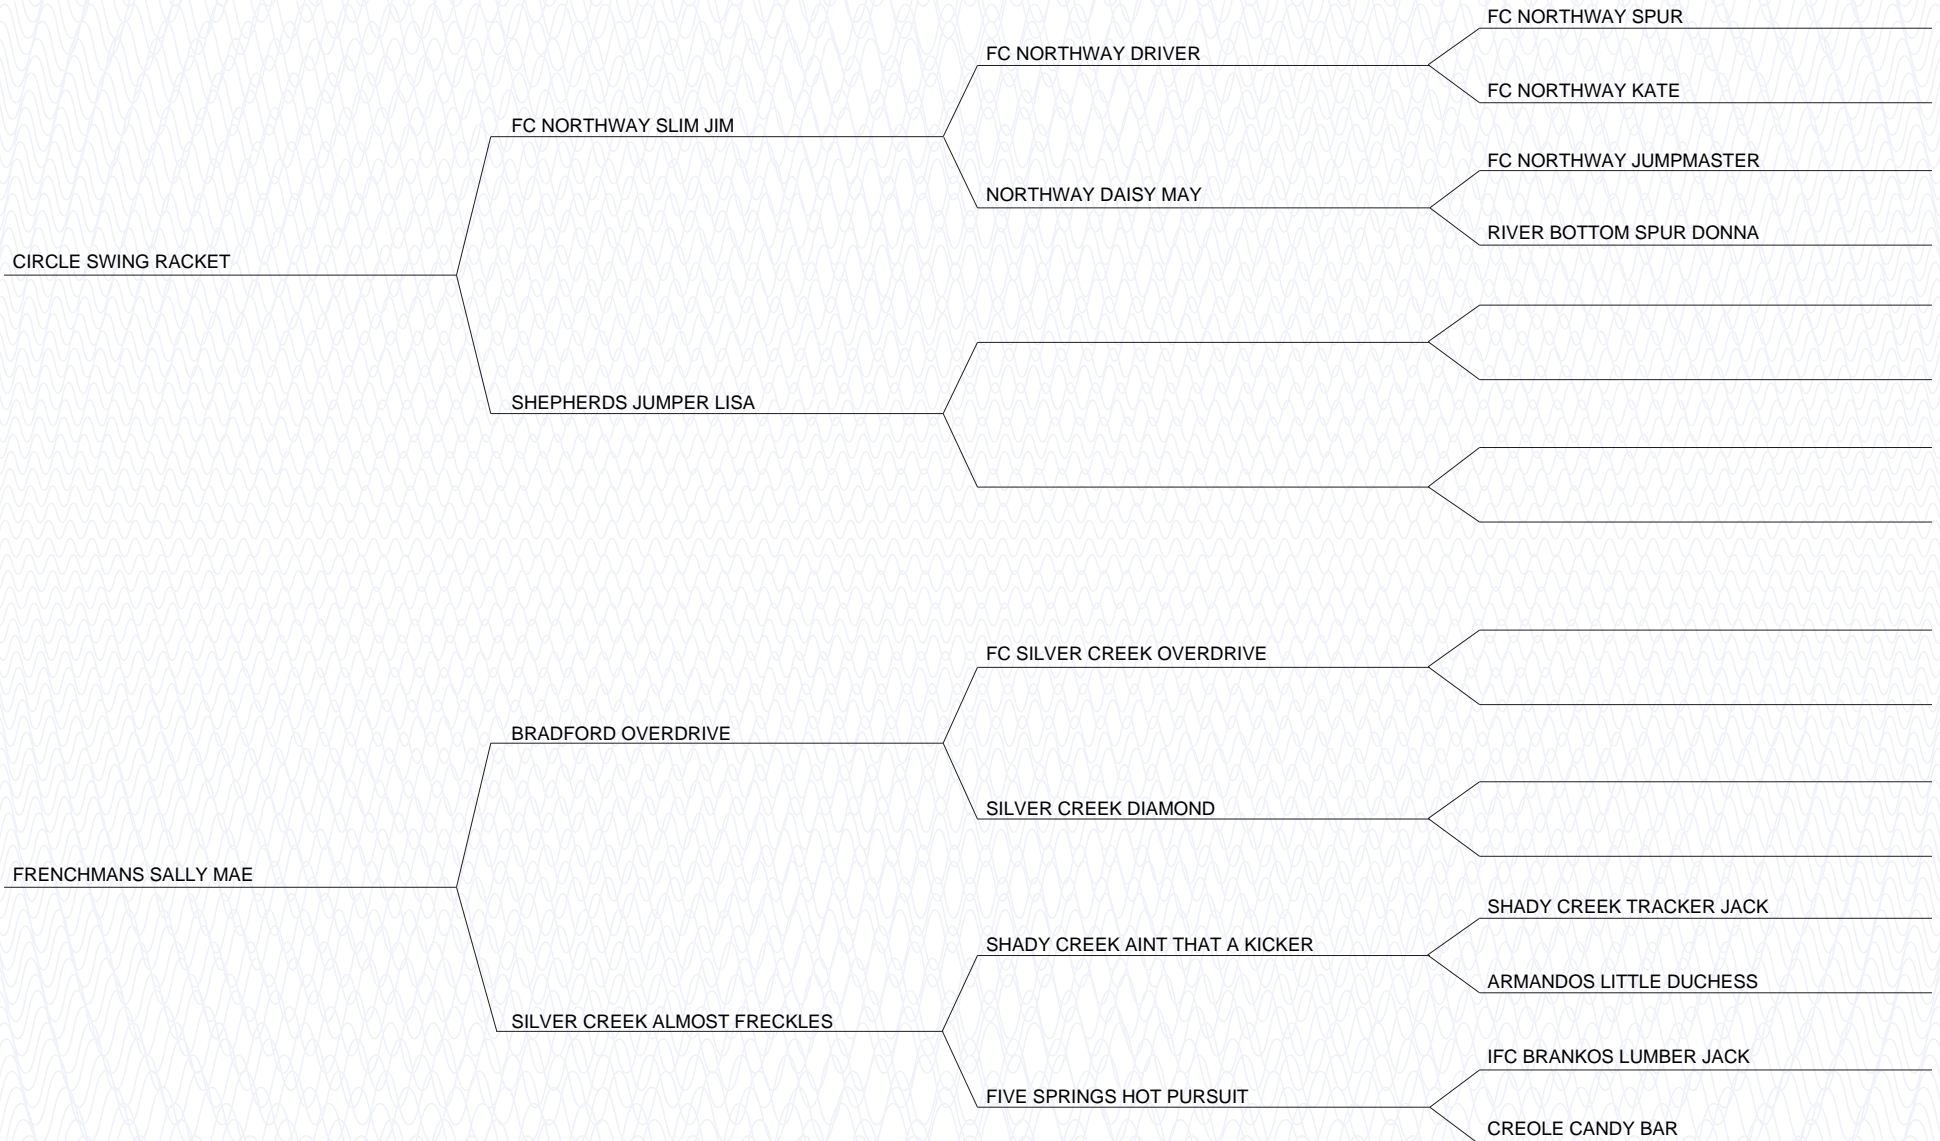 FC NORTHWAY SPUR
FC NORTHWAY DRIVER
FC NORTHWAY KATE
FC NORTHWAY SLIM JIM
FC NORTHWAY JUMPMASTER
NORTHWAY DAISY MAY
RIVER BOTTOM SPUR DONNA
CIRCLE SWING RACKET
SHEPHERDS JUMPER LISA
FC SILVER CREEK OVERDRIVE
BRADFORD OVERDRIVE
SILVER CREEK DIAMOND
FRENCHMANS SALLY MAE
SHADY CREEK TRACKER JACK
SHADY CREEK AINT THAT A KICKER
ARMANDOS LITTLE DUCHESS
SILVER CREEK ALMOST FRECKLES
IFC BRANKOS LUMBER JACK
FIVE SPRINGS HOT PURSUIT
CREOLE CANDY BAR